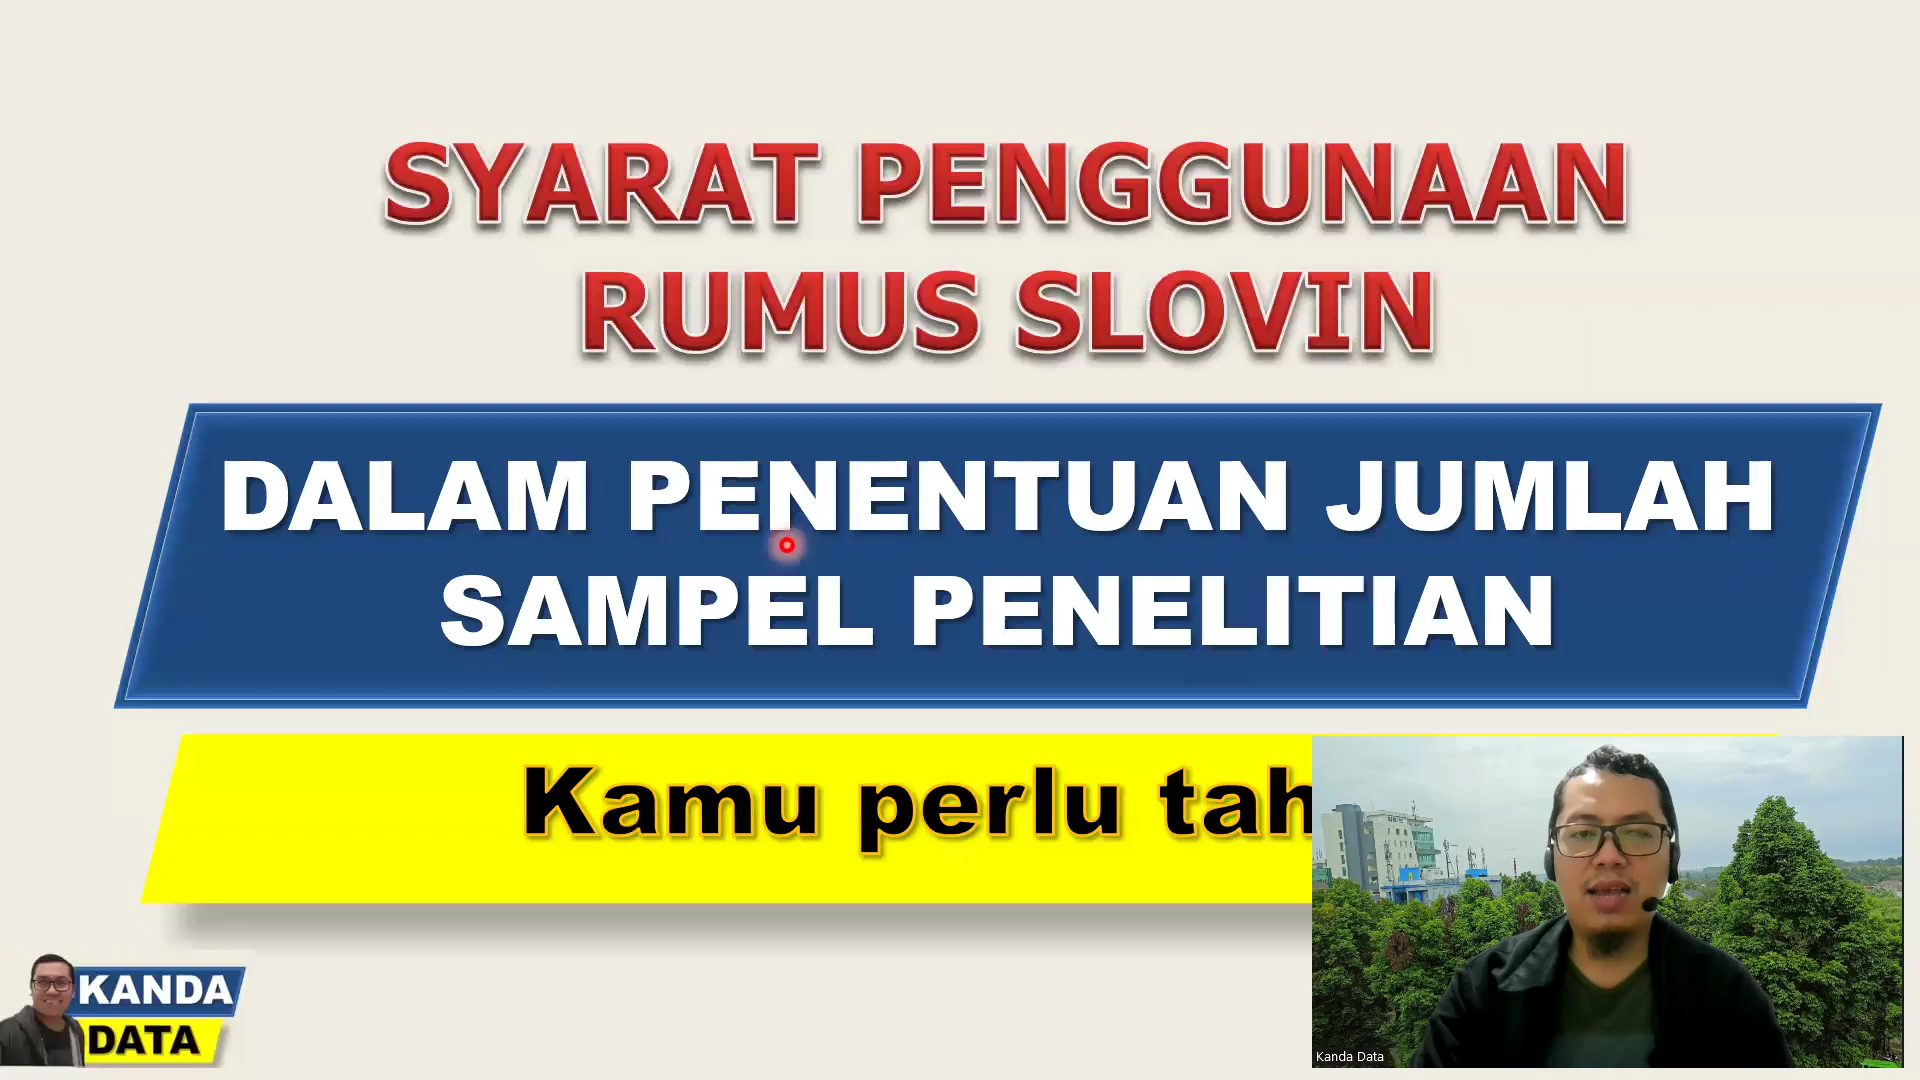 SYARAT PENGGUNAAN
RUMUS SLOVIN
DALAM PENENTUAN JUMLAH
SAMPEL PENELITIAN
Kamu perlu tah
KANDA
DATA
Kanda Data